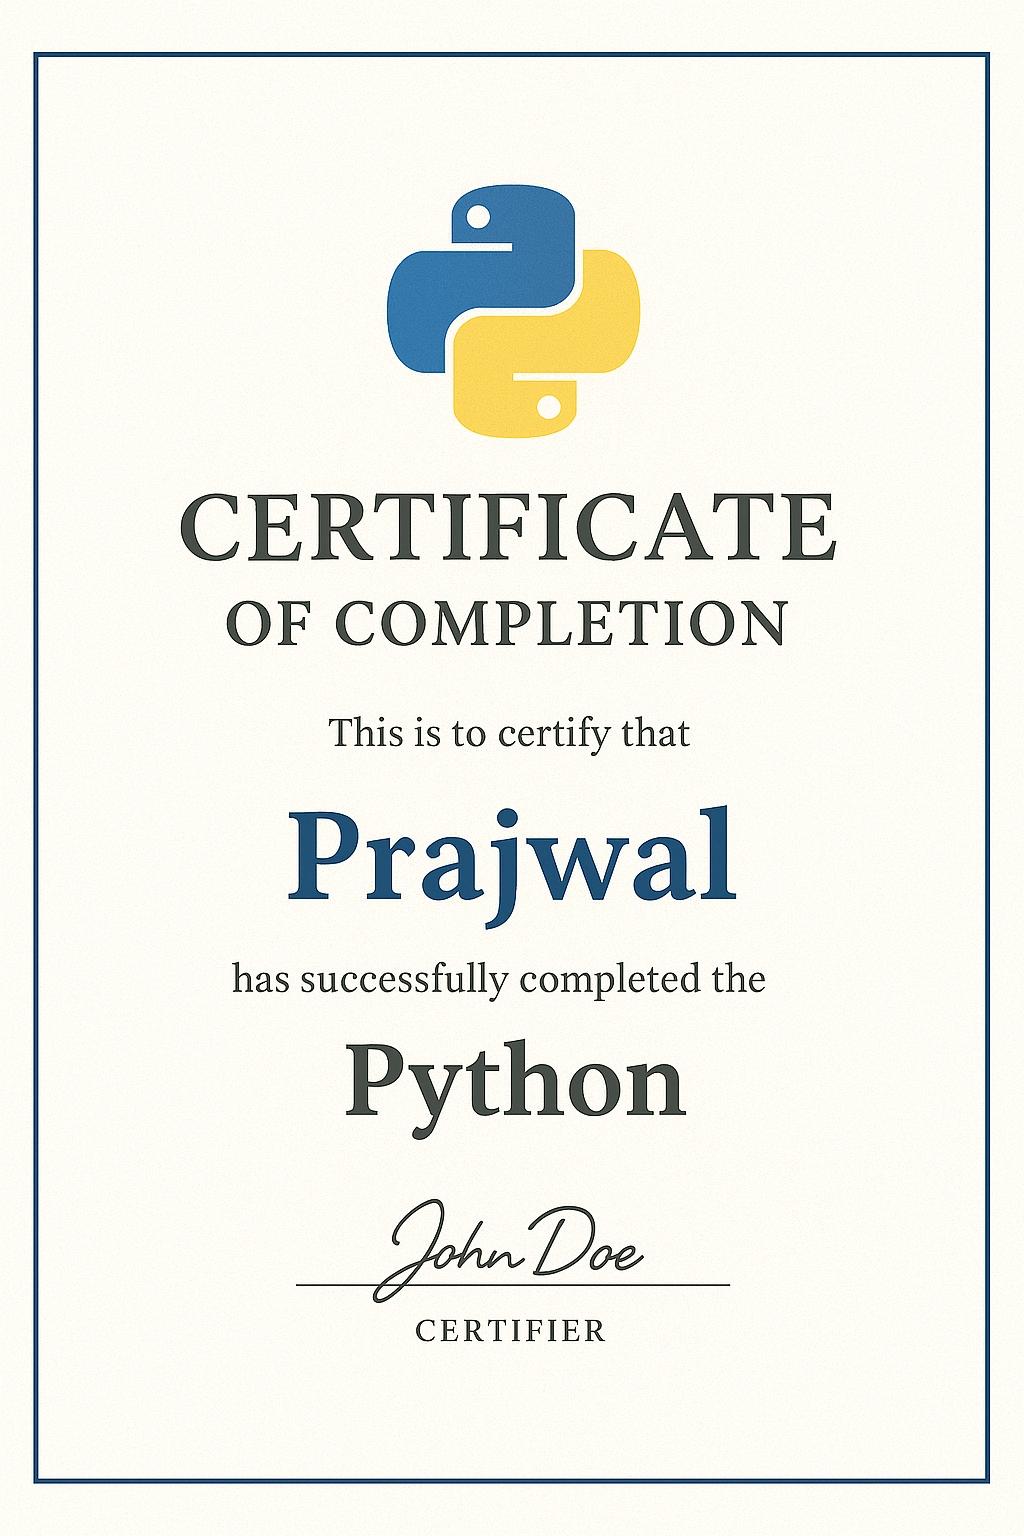 CERTIFICATE
OF COMPLETION
This is to certify that
Prajwal
has successfully completed the
Python
John Doe
CERTIFIER